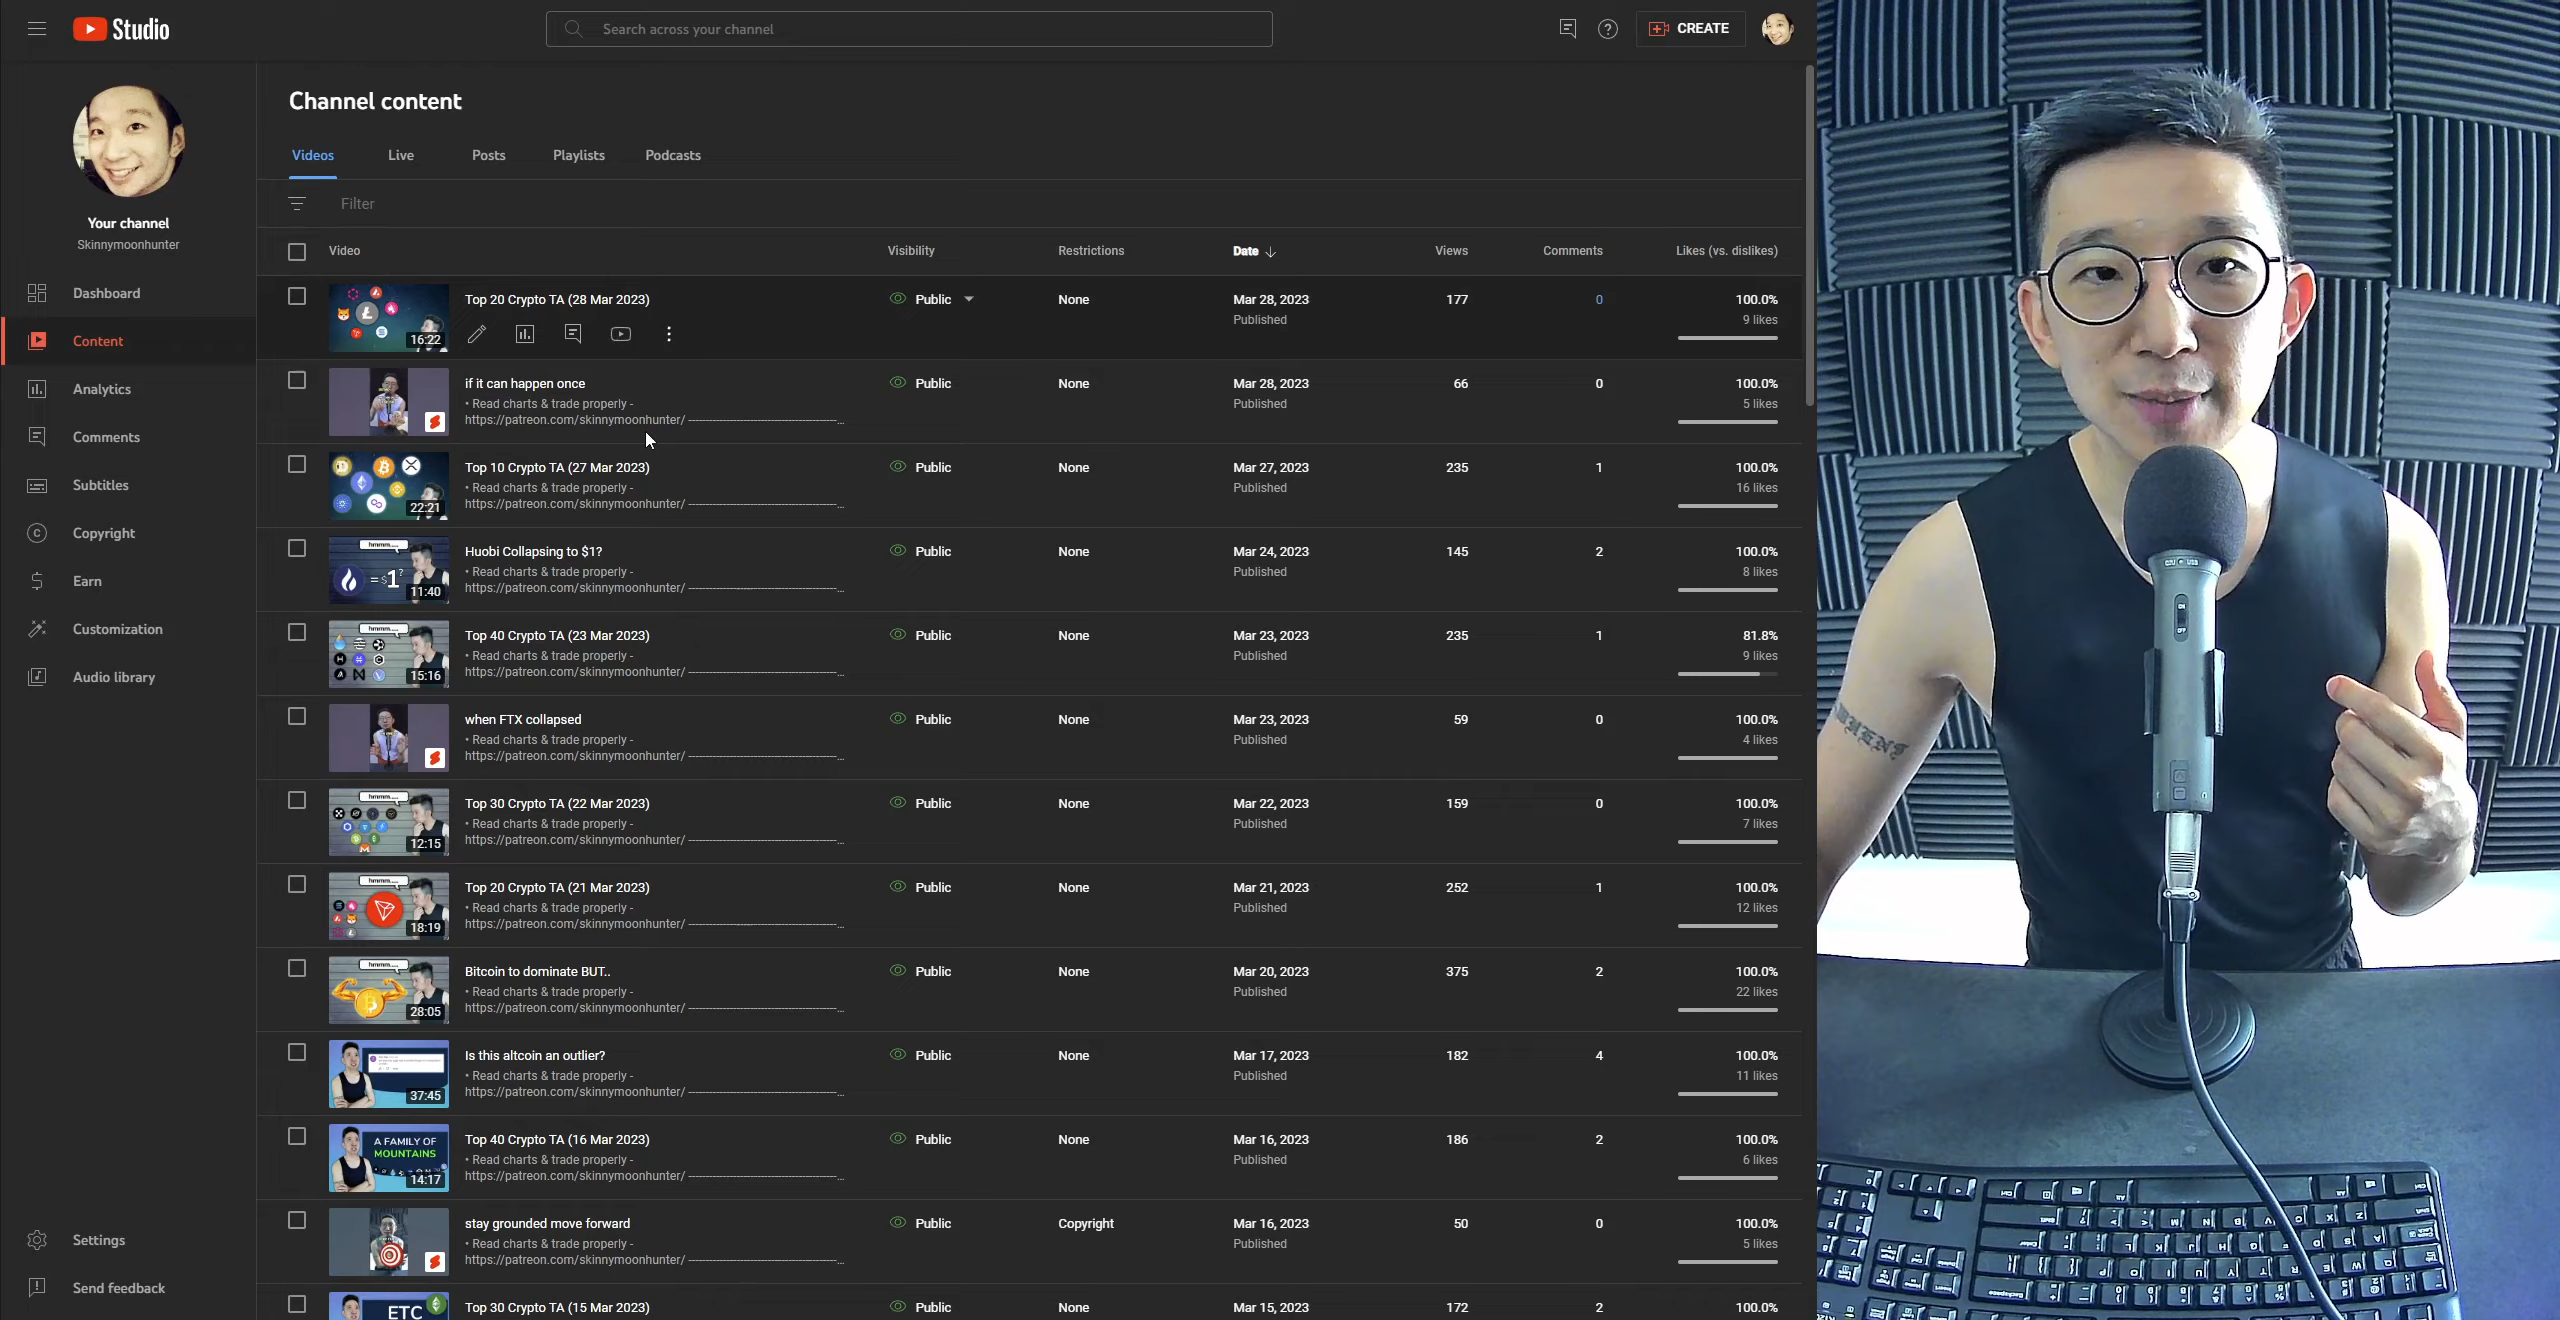 Studio
Search across your channel
CREATE
Channel content
Videos Live Posts Playlists Podcasts
Filter
Your channel
Skinnymoonhunter
Dashboard
Content
Analytics
Comments
Subtitles
Copyright
Earn
Customization
Audio library
Settings
Send feedback
Video Visibility Restrictions Date Views Comments Likes (vs. dislikes)
Top 20 Crypto TA (28 Mar 2023) Public None Mar 28, 2023 177 0 100.0%
Published 9 likes
16:22
if it can happen once Public None Mar 28, 2023 66 0 100.0%
• Read charts & trade properly - Published 5 likes
https://patreon.com/skinnymoonhunter/ ----------------------------------------...
Top 10 Crypto TA (27 Mar 2023) Public None Mar 27, 2023 235 1 100.0%
• Read charts & trade properly - Published 16 likes
22:21 https://patreon.com/skinnymoonhunter/ ----------------------------------------...
hmmm.....
= $1?
Huobi Collapsing to $1? Public None Mar 24, 2023 145 2 100.0%
• Read charts & trade properly - Published 8 likes
11:40 https://patreon.com/skinnymoonhunter/ ----------------------------------------...
hmmm.....
Top 40 Crypto TA (23 Mar 2023) Public None Mar 23, 2023 235 1 81.8%
• Read charts & trade properly - Published 9 likes
15:16 https://patreon.com/skinnymoonhunter/ ----------------------------------------...
when FTX collapsed Public None Mar 23, 2023 59 0 100.0%
• Read charts & trade properly - Published 4 likes
https://patreon.com/skinnymoonhunter/ ----------------------------------------...
hmmm.....
Top 30 Crypto TA (22 Mar 2023) Public None Mar 22, 2023 159 0 100.0%
• Read charts & trade properly - Published 7 likes
12:15 https://patreon.com/skinnymoonhunter/ ----------------------------------------...
hmmm.....
Top 20 Crypto TA (21 Mar 2023) Public None Mar 21, 2023 252 1 100.0%
• Read charts & trade properly - Published 12 likes
18:19 https://patreon.com/skinnymoonhunter/ ----------------------------------------...
hmmm.....
Bitcoin to dominate BUT.. Public None Mar 20, 2023 375 2 100.0%
• Read charts & trade properly - Published 22 likes
28:05 https://patreon.com/skinnymoonhunter/ ----------------------------------------...
Is this altcoin an outlier? Public None Mar 17, 2023 182 4 100.0%
• Read charts & trade properly - Published 11 likes
37:45 https://patreon.com/skinnymoonhunter/ ----------------------------------------...
A FAMILY OF
MOUNTAINS
Top 40 Crypto TA (16 Mar 2023) Public None Mar 16, 2023 186 2 100.0%
• Read charts & trade properly - Published 6 likes
14:17 https://patreon.com/skinnymoonhunter/ ----------------------------------------...
stay grounded move forward Public Copyright Mar 16, 2023 50 0 100.0%
• Read charts & trade properly - Published 5 likes
https://patreon.com/skinnymoonhunter/ ----------------------------------------...
ETC
Top 30 Crypto TA (15 Mar 2023) Public None Mar 15, 2023 172 2 100.0%